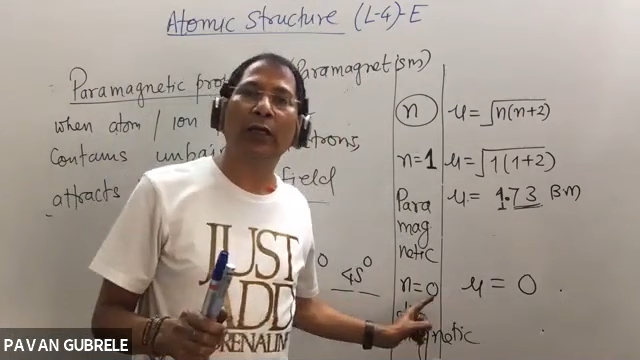 Atomic Structure (L-4)-E
Paramagnetic (Paramagnetism)
when atom / ion
Contains
attracts field
4s⁰
n μ = √n(n+2)
n=1 μ = √1(1+2)
Para μ = 1.73 BM
mag
netic
n=0 μ = 0
JUST
ADD
PAVAN GUBRELE